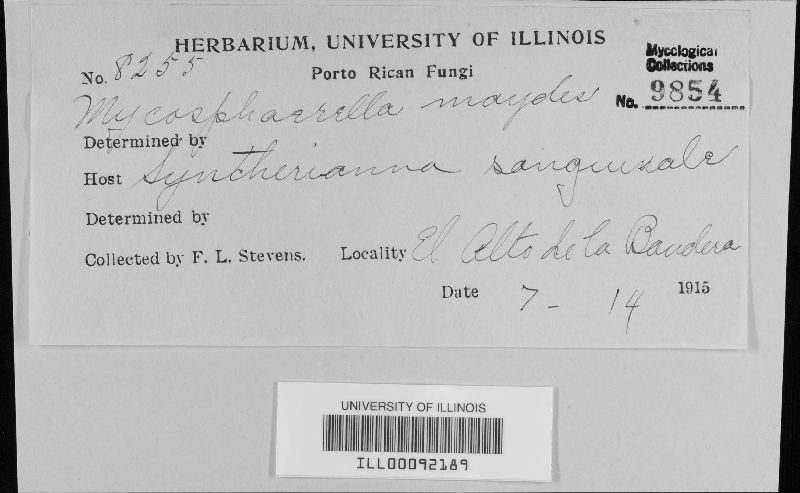 HERBARIUM, UNIVERSITY OF ILLINOIS
No. 8255
Porto Rican Fungi
Mycological
Collections
No. 9854
Mycosphaerella maydis
Determined by
Host Syntherisma sanguinale
Determined by
Collected by F. L. Stevens. Locality El Alto de la Bandera
Date 7 - 14 1915
UNIVERSITY OF ILLINOIS
ILL00092189